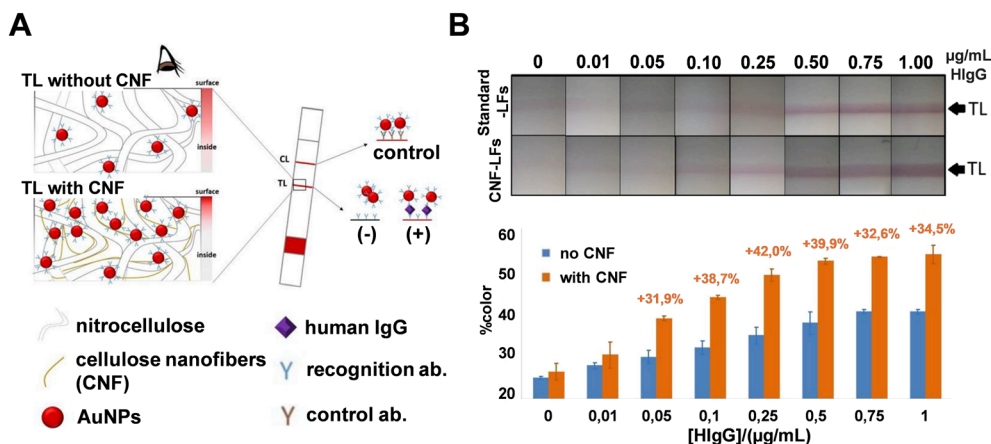 A
TL without CNF
surface
inside
TL with CNF
surface
inside
CL
TL
control
(-)
(+)
nitrocellulose
cellulose nanofibers
(CNF)
AuNPs
human IgG
recognition ab.
control ab.
B
0 0.01 0.05 0.10 0.25 0.50 0.75 1.00
µg/mL
HIgG
Standard
-LFs
TL
CNF-LFs
TL
%color
60
50
40
30
20
no CNF
with CNF
+31,9%
+38,7%
+42,0%
+39,9%
+32,6%
+34,5%
0 0,01 0,05 0,1 0,25 0,5 0,75 1
[HIgG]/(µg/mL)